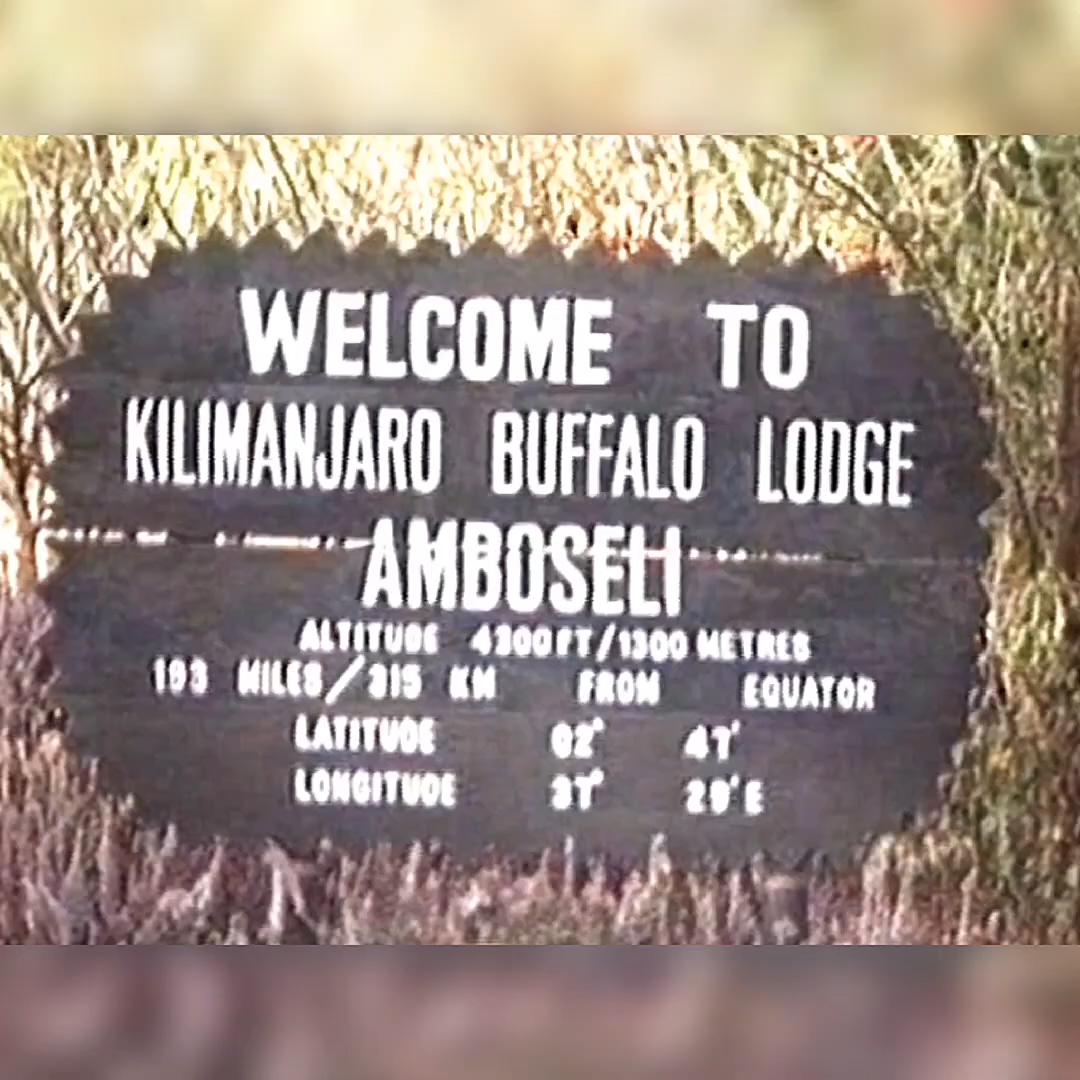 WELCOME TO
KILIMANJARO BUFFALO LODGE
AMBOSELI
ALTITUDE 4300FT/1300 METRES
193 MILES/315 KM FROM EQUATOR
LATITUDE 02° 47'
LONGITUDE 37° 29'E